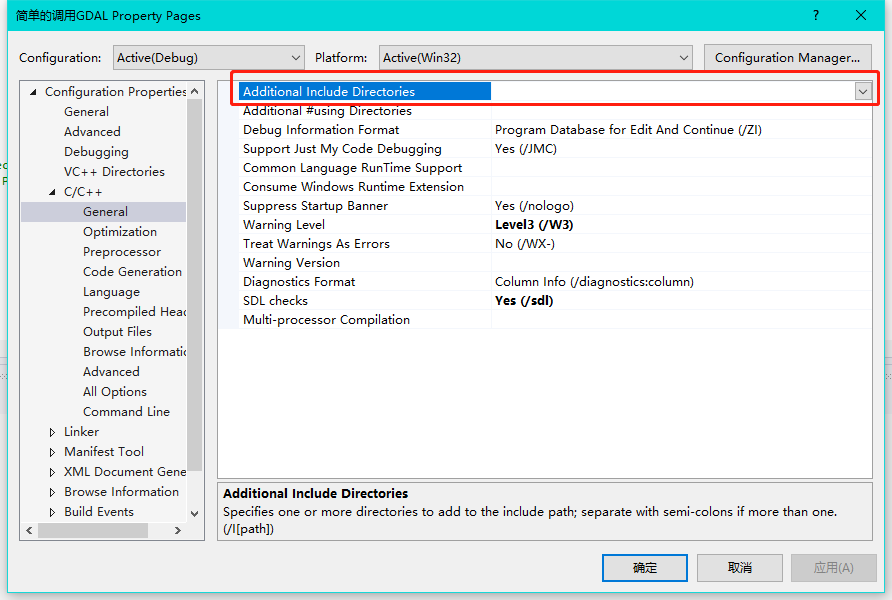 简单的调用GDAL Property Pages
Configuration: Active(Debug) Platform: Active(Win32) Configuration Manager...
Configuration Properties
General
Advanced
Debugging
VC++ Directories
C/C++
General
Optimization
Preprocessor
Code Generation
Language
Precompiled Head
Output Files
Browse Informatic
Advanced
All Options
Command Line
Linker
Manifest Tool
XML Document Gene
Browse Information
Build Events
Additional Include Directories
Additional #using Directories
Debug Information Format Program Database for Edit And Continue (/ZI)
Support Just My Code Debugging Yes (/JMC)
Common Language RunTime Support
Consume Windows Runtime Extension
Suppress Startup Banner Yes (/nologo)
Warning Level Level3 (/W3)
Treat Warnings As Errors No (/WX-)
Warning Version
Diagnostics Format Column Info (/diagnostics:column)
SDL checks Yes (/sdl)
Multi-processor Compilation
Additional Include Directories
Specifies one or more directories to add to the include path; separate with semi-colons if more than one.
(/I[path])
确定 取消 应用(A)